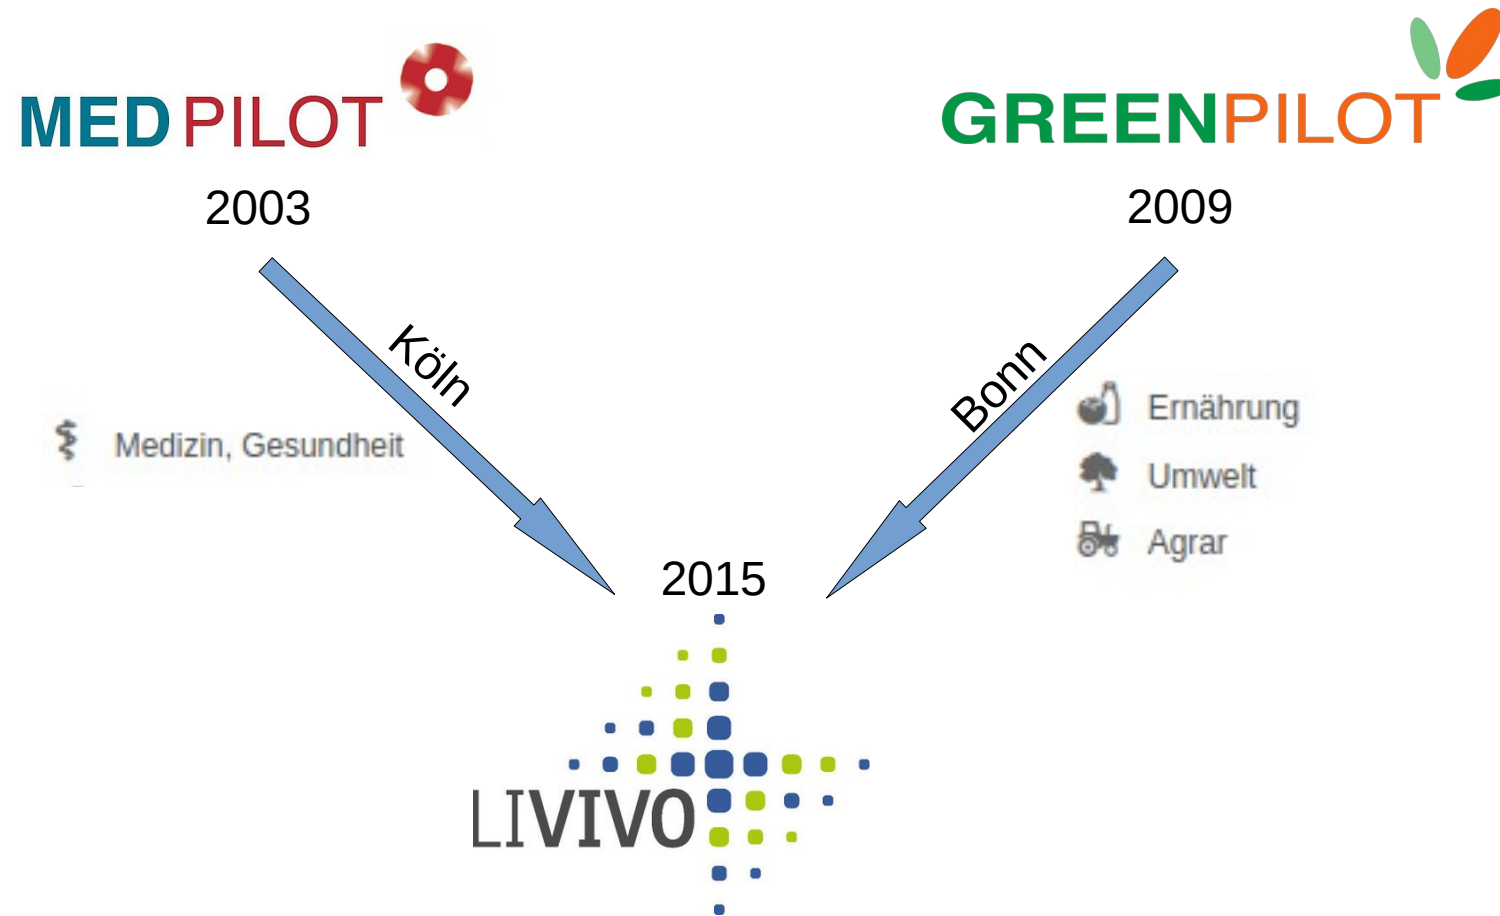 MEDPILOT
GREENPILOT
2003
2009
Köln
Bonn
Medizin, Gesundheit
Ernährung
Umwelt
Agrar
2015
LIVIVO